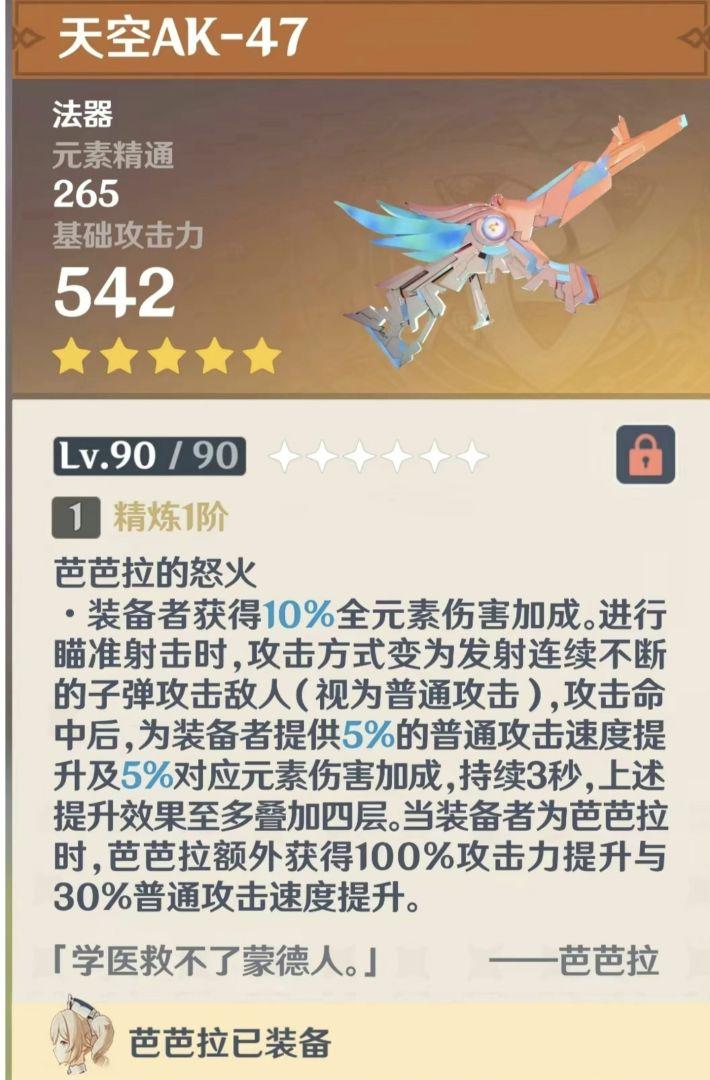 天空AK-47
法器
元素精通
265
基础攻击力
542
Lv.90 / 90
1 精炼1阶
芭芭拉的怒火
·装备者获得10%全元素伤害加成。进行
瞄准射击时,攻击方式变为发射连续不断
的子弹攻击敌人(视为普通攻击),攻击命
中后,为装备者提供5%的普通攻击速度提
升及5%对应元素伤害加成,持续3秒,上述
提升效果至多叠加四层。当装备者为芭芭拉
时,芭芭拉额外获得100%攻击力提升与
30%普通攻击速度提升。
「学医救不了蒙德人。」 ——芭芭拉
芭芭拉已装备